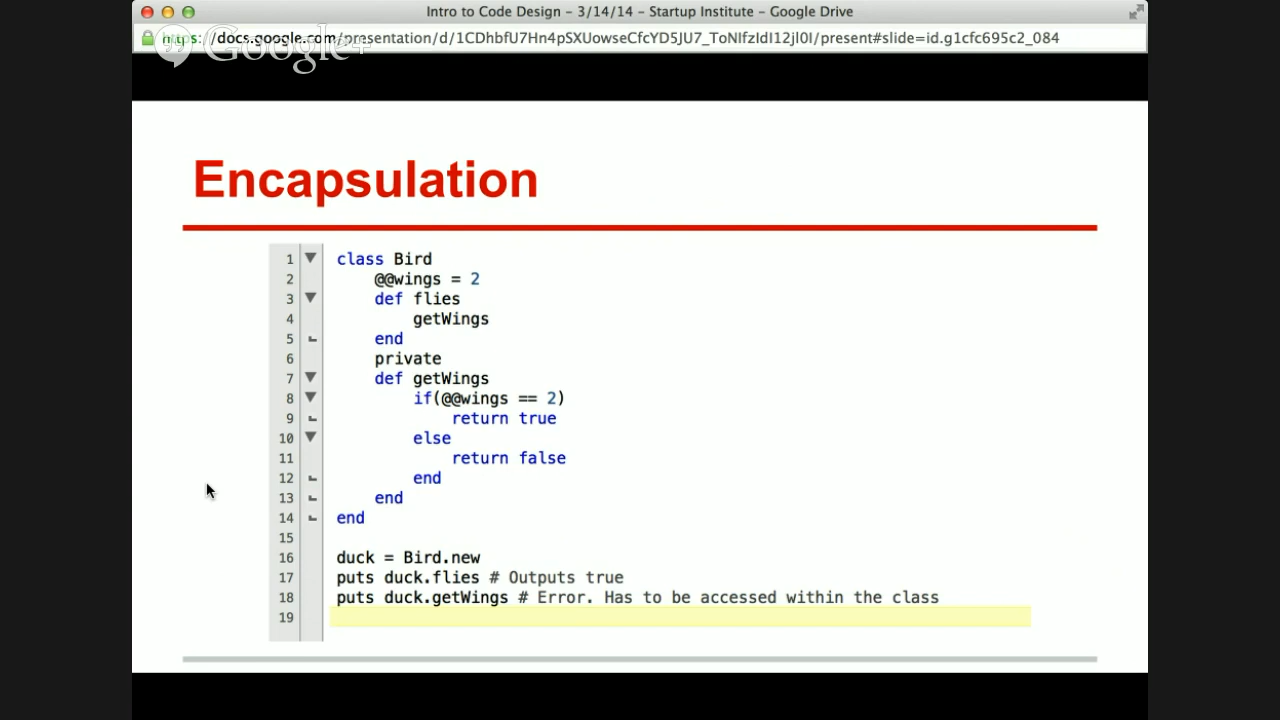 Intro to Code Design – 3/14/14 – Startup Institute – Google Drive
https://docs.google.com/presentation/d/1CDhbfU7Hn4pSXUowseCfcYD5JU7_ToNIfzIdI12jl0I/present#slide=id.g1cfc695c2_084
Google+
Encapsulation
1 class Bird
2 @@wings = 2
3 def flies
4 getWings
5 end
6 private
7 def getWings
8 if(@@wings == 2)
9 return true
10 else
11 return false
12 end
13 end
14 end
15
16 duck = Bird.new
17 puts duck.flies # Outputs true
18 puts duck.getWings # Error. Has to be accessed within the class
19